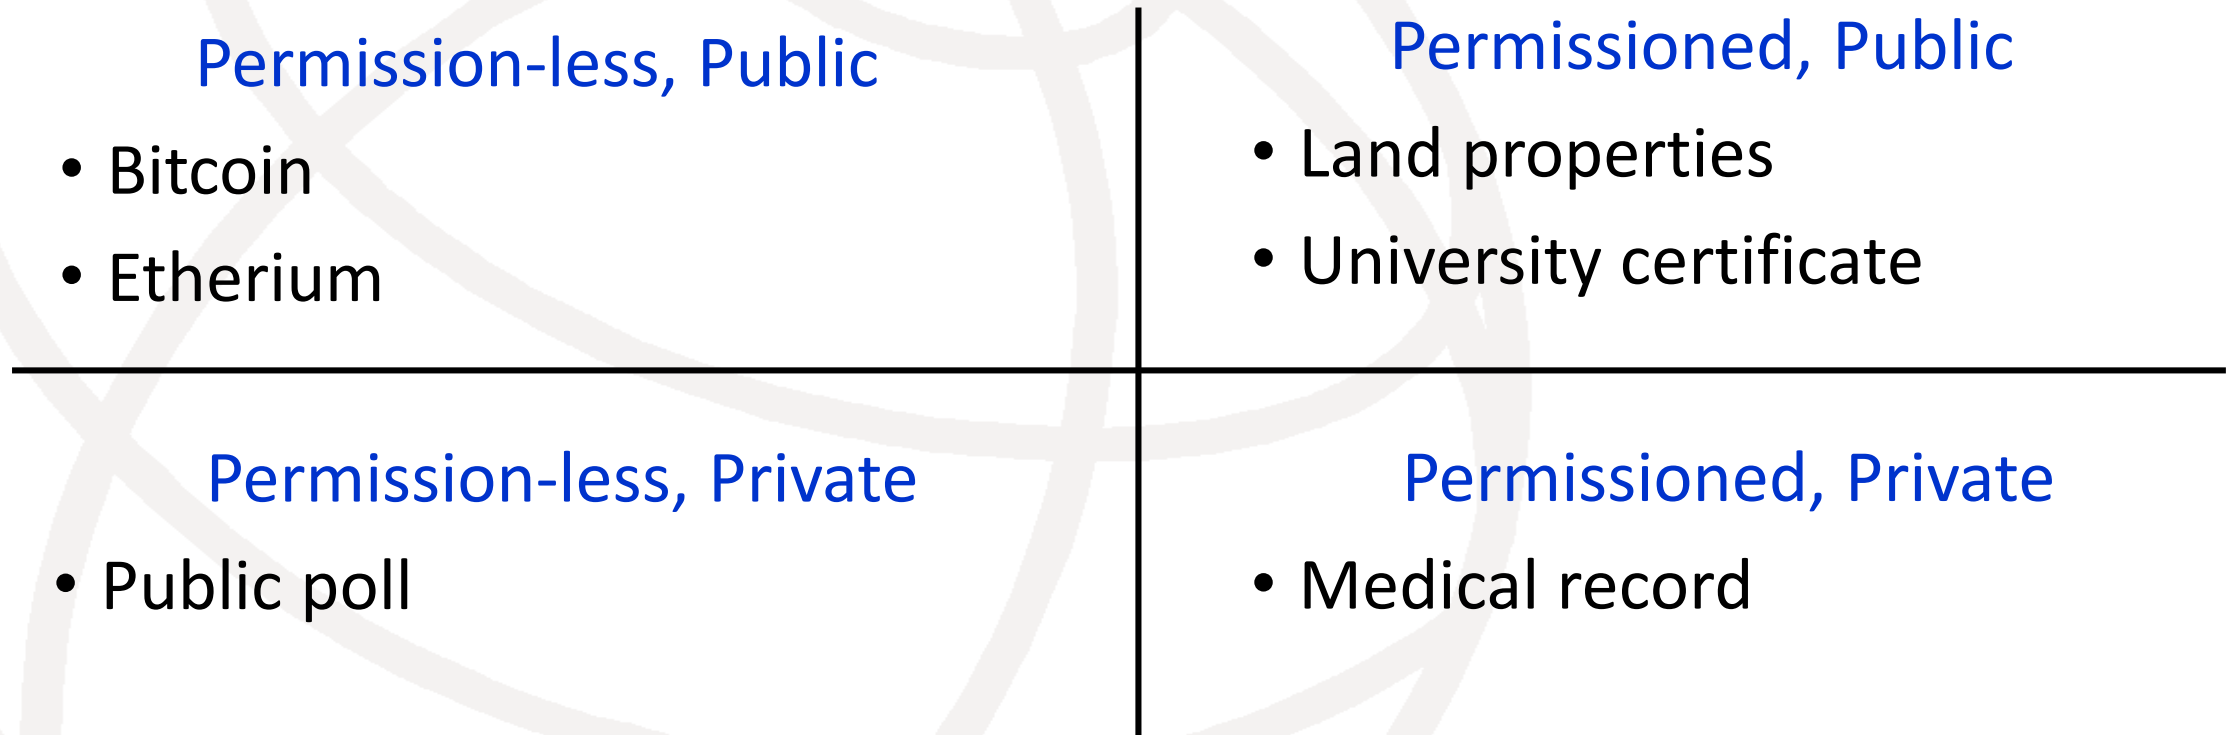 Permission-less, Public
• Bitcoin
• Etherium
Permissioned, Public
• Land properties
• University certificate
Permission-less, Private
• Public poll
Permissioned, Private
• Medical record